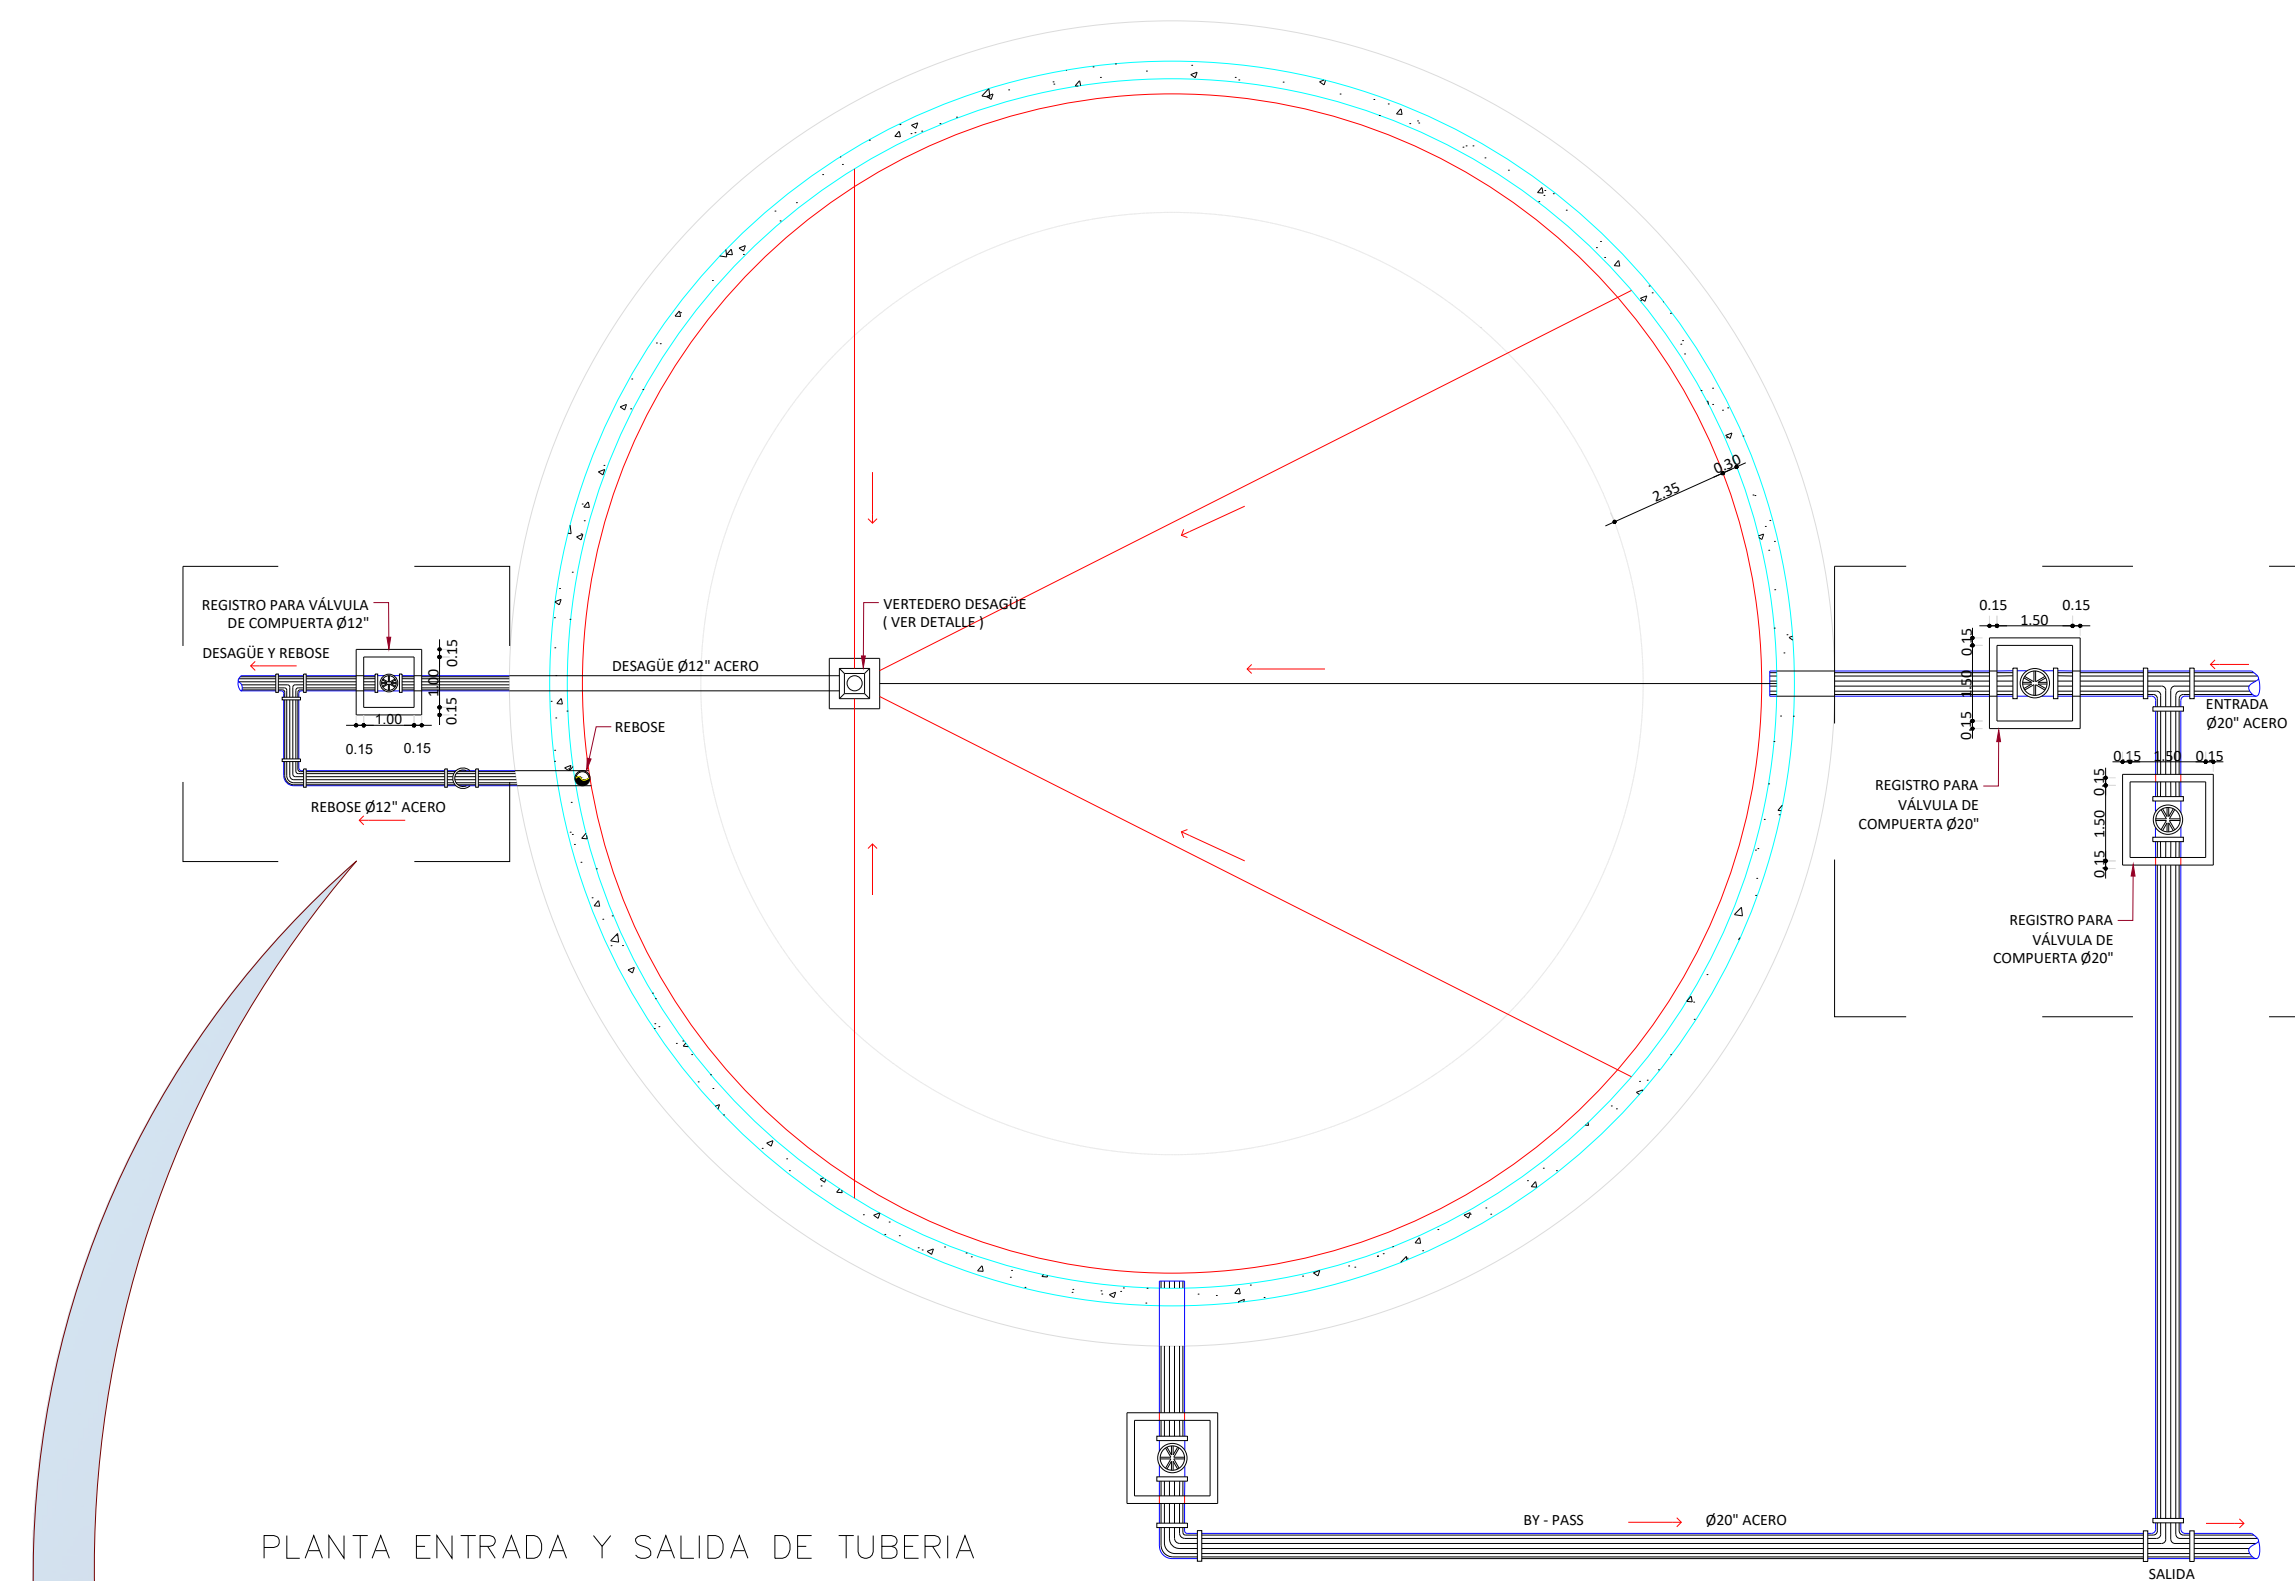 0.30
2.35
REGISTRO PARA VÁLVULA
DE COMPUERTA Ø12"
DESAGÜE Y REBOSE
0.15
1.00
0.15
1.00
0.15
0.15
REBOSE Ø12" ACERO
DESAGÜE Ø12" ACERO
VERTEDERO DESAGÜE
( VER DETALLE )
REBOSE
0.15
0.15
1.50
0.15
1.50
0.15
ENTRADA
Ø20" ACERO
REGISTRO PARA
VÁLVULA DE
COMPUERTA Ø20"
0.15
1.50
0.15
0.15
1.50
0.15
REGISTRO PARA
VÁLVULA DE
COMPUERTA Ø20"
BY - PASS
Ø20" ACERO
SALIDA
PLANTA ENTRADA Y SALIDA DE TUBERIA